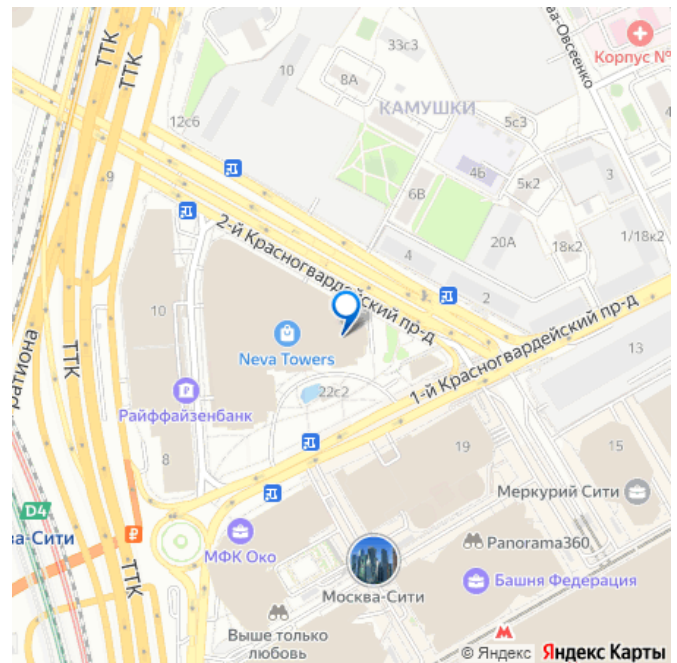 ТТК
ТТК
33с3
ва-Овсеенко
Корпус №
10
8А
КАМУШКИ
12с6
5с3
4
9
4Б
5к2
3
6В
2-й Красногвардейский пр-д
20А
18к2
1/18к2
4
10
2
ТТК
Neva Towers
1-й Красногвардейский пр-д
13
ратиона
22с2
Райффайзенбанк
8
19
15
Меркурий Сити
D4
ва-Сити
МФК Око
Panorama360
Башня Федерация
ТТК
Москва-Сити
Выше только
любовь
© Яндекс Яндекс Карты